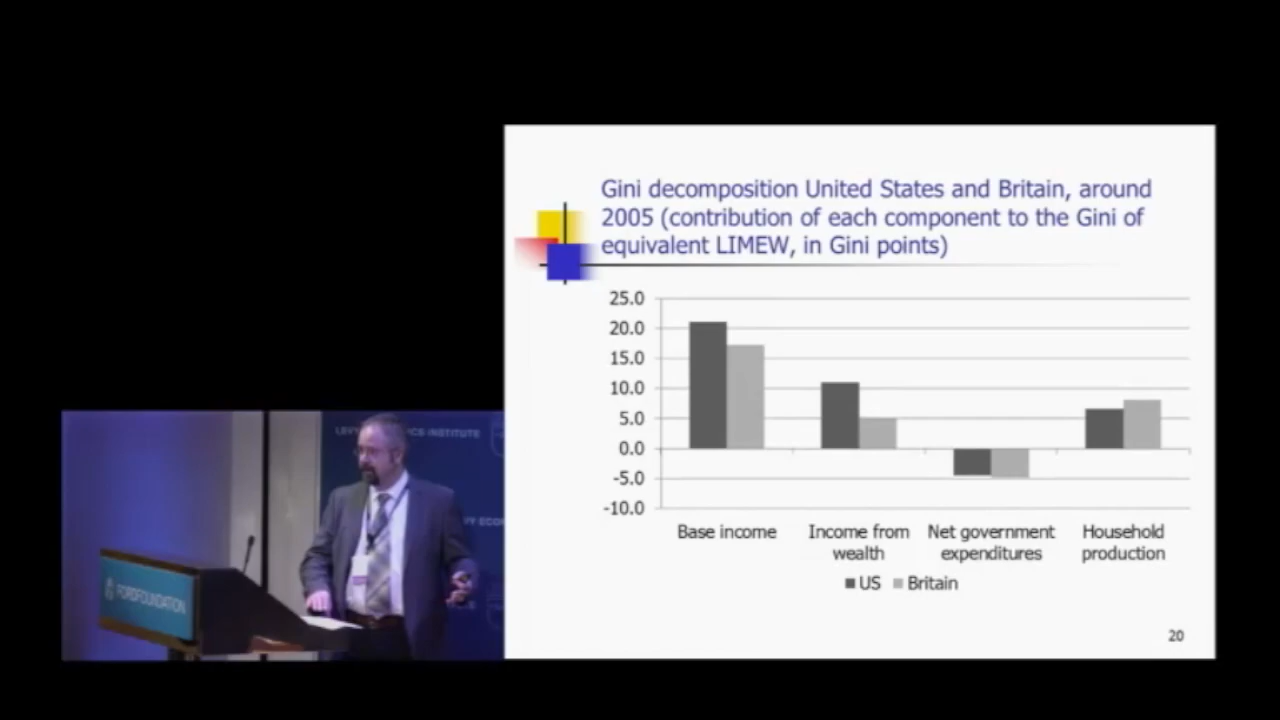 Gini decomposition United States and Britain, around
2005 (contribution of each component to the Gini of
equivalent LIMEW, in Gini points)
25.0
20.0
15.0
10.0
5.0
0.0
-5.0
-10.0
Base income
Income from
wealth
Net government
expenditures
Household
production
US Britain
20
FORDFOUNDATION
INSTITUTE